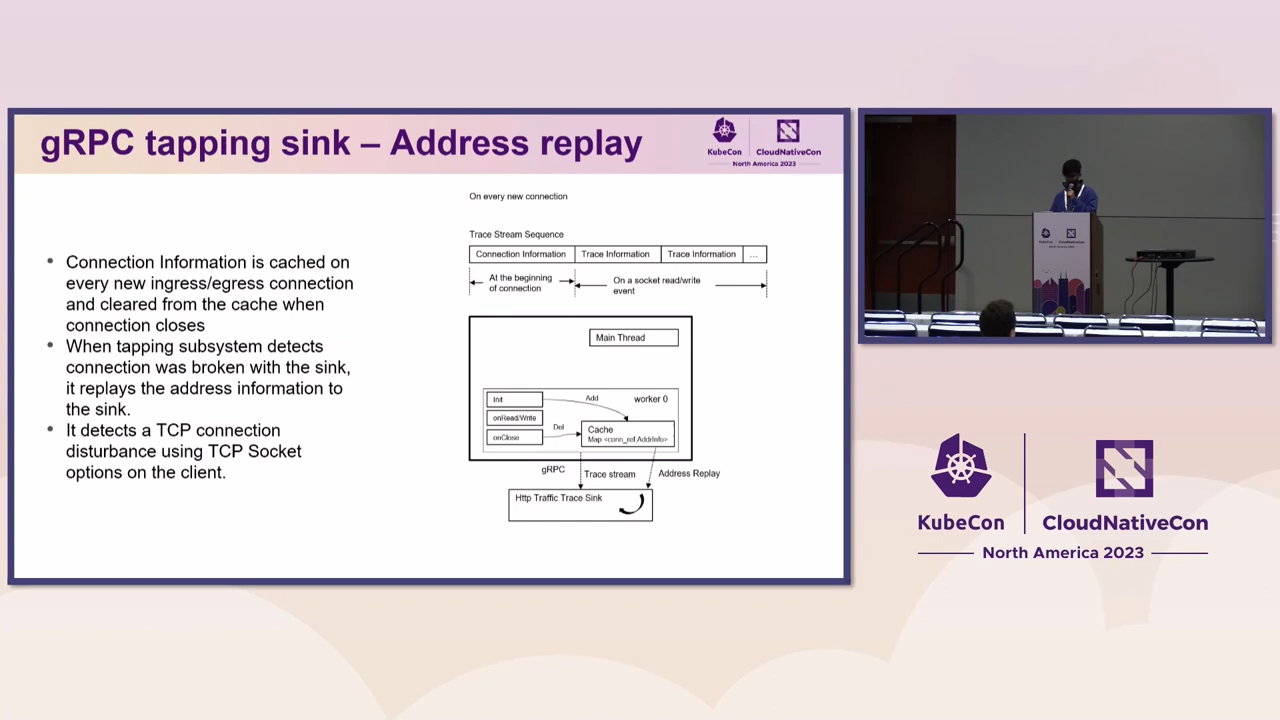 gRPC tapping sink – Address replay
KubeCon
CloudNativeCon
North America 2023
• Connection Information is cached on
every new ingress/egress connection
and cleared from the cache when
connection closes
• When tapping subsystem detects
connection was broken with the sink,
it replays the address information to
the sink.
• It detects a TCP connection
disturbance using TCP Socket
options on the client.
On every new connection
Trace Stream Sequence
Connection Information
Trace Information
Trace Information
...
At the beginning
of connection
On a socket read/write
event
Main Thread
worker 0
Init
onRead/Write
onClose
Add
Del
Cache
Map <conn_ref,AddrInfo>
gRPC
Trace stream
Address Replay
Http Traffic Trace Sink
KubeCon
CloudNativeCon
North America 2023